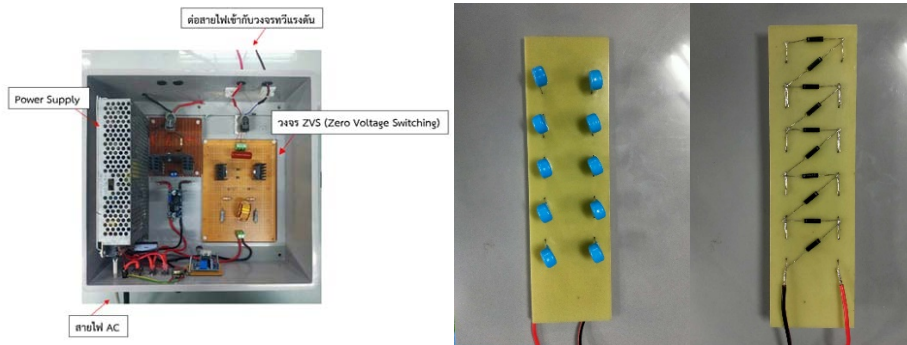 ต่อสายไฟเข้ากับวงจรทวีแรงดัน
Power Supply
วงจร ZVS (Zero Voltage Switching)
สายไฟ AC